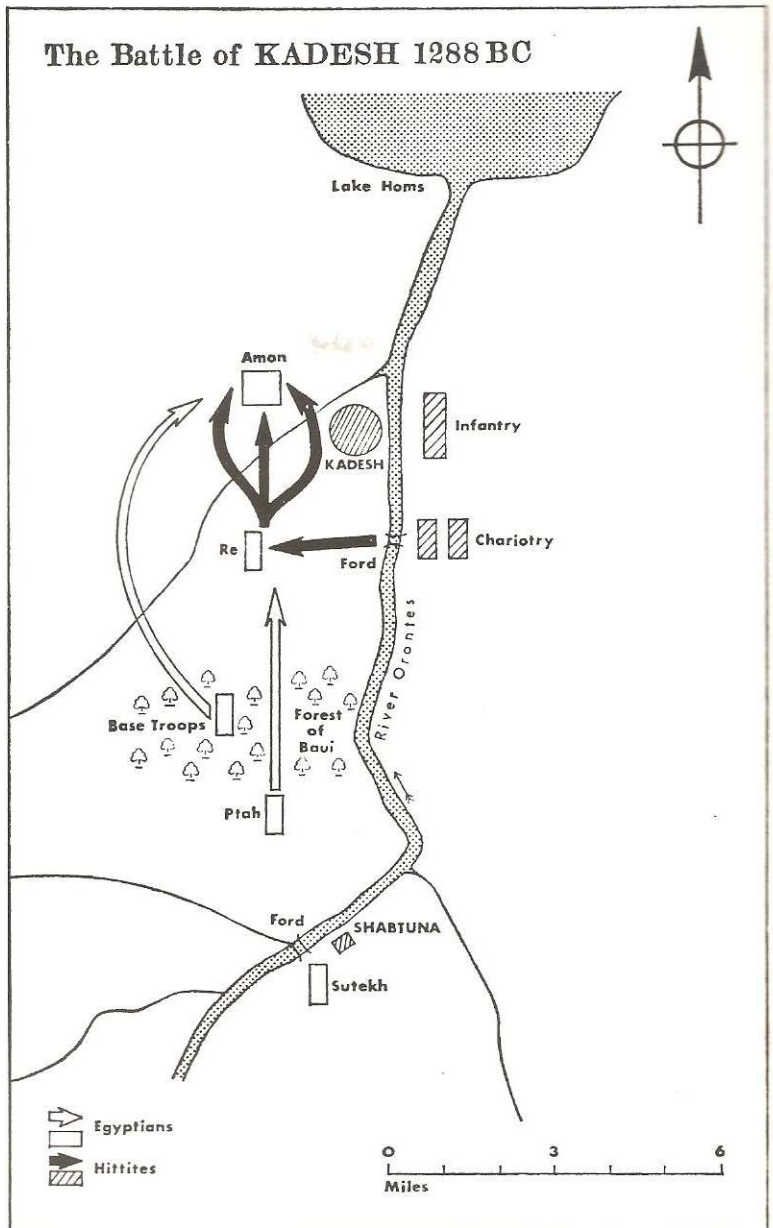 The Battle of KADESH 1288 BC
Lake Homs
Amon
Infantry
KADESH
Re
Ford
Chariotry
River Orontes
Base Troops
Forest
of
Baui
Ptah
Ford
SHABTUNA
Sutekh
Egyptians
Hittites
0 3 6
Miles